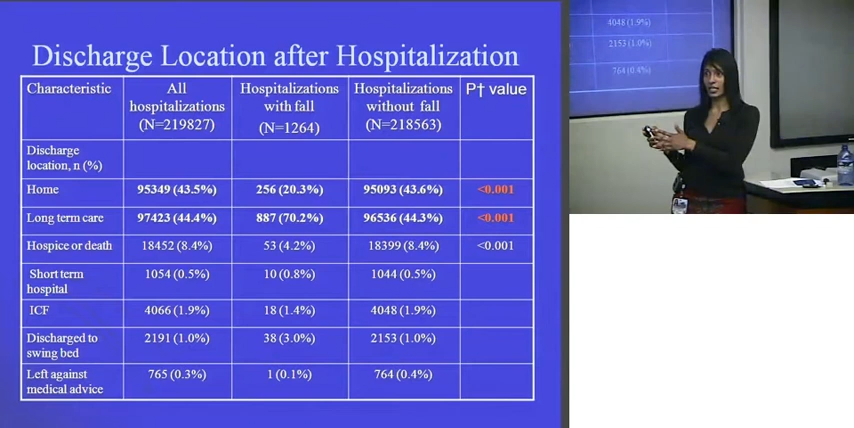 Discharge Location after Hospitalization
Characteristic
All
hospitalizations
(N=219827)
Hospitalizations
with fall
(N=1264)
Hospitalizations
without fall
(N=218563)
P† value
Discharge
location, n (%)
Home 95349 (43.5%) 256 (20.3%) 95093 (43.6%) <0.001
Long term care 97423 (44.4%) 887 (70.2%) 96536 (44.3%) <0.001
Hospice or death 18452 (8.4%) 53 (4.2%) 18399 (8.4%) <0.001
Short term
hospital
1054 (0.5%) 10 (0.8%) 1044 (0.5%)
ICF 4066 (1.9%) 18 (1.4%) 4048 (1.9%)
Discharged to
swing bed
2191 (1.0%) 38 (3.0%) 2153 (1.0%)
Left against
medical advice
765 (0.3%) 1 (0.1%) 764 (0.4%)
4048 (1.9%)
2153 (1.0%)
764 (0.4%)